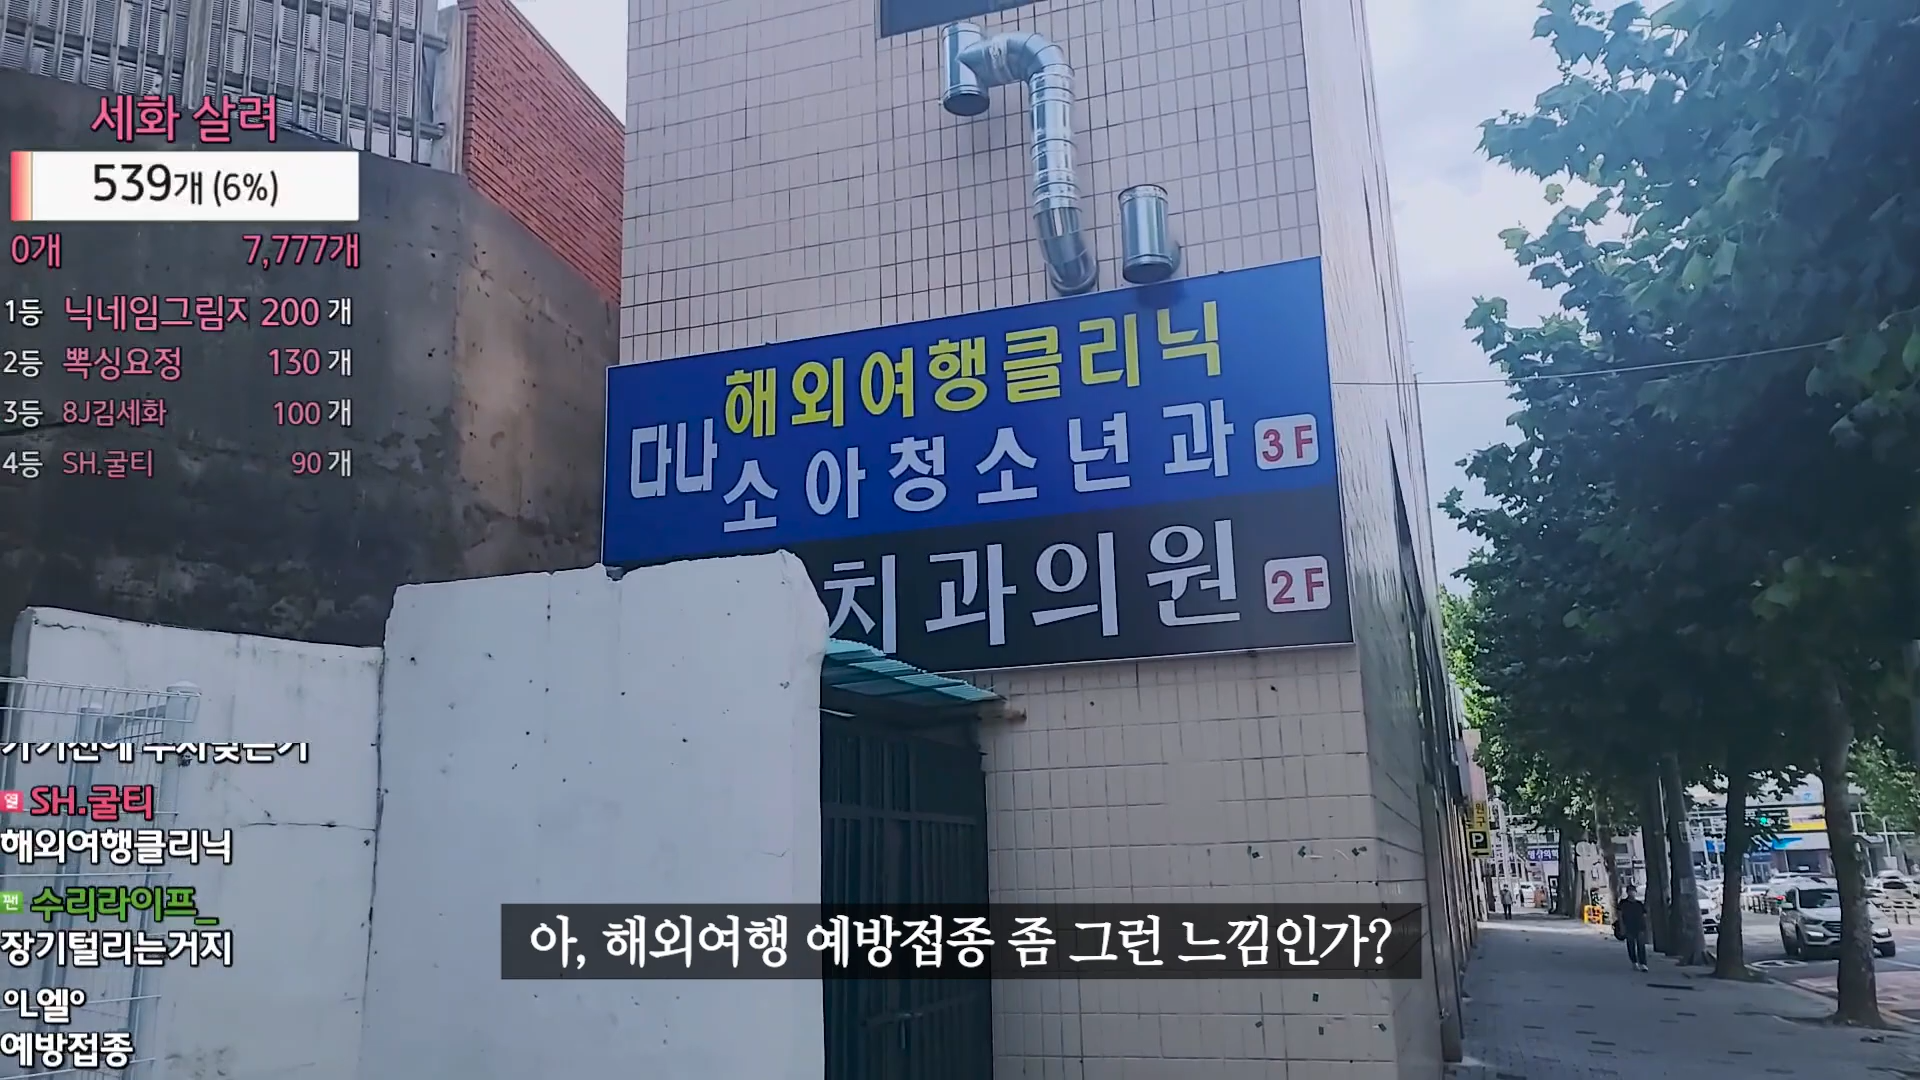 세화 살려
539개 (6%)
0개 7,777개
1등 닉네임그림자 200 개
2등 뽁싱요정 130 개
3등 8J김세화 100 개
4등 SH.굴티 90 개
해외여행클리닉
다나 소아청소년과 3F
치과의원 2F
P
열 SH.굴티
해외여행클리닉
팬 수리라이프_
장기털리는거지
ºL엘º
예방접종
아, 해외여행 예방접종 좀 그런 느낌인가?